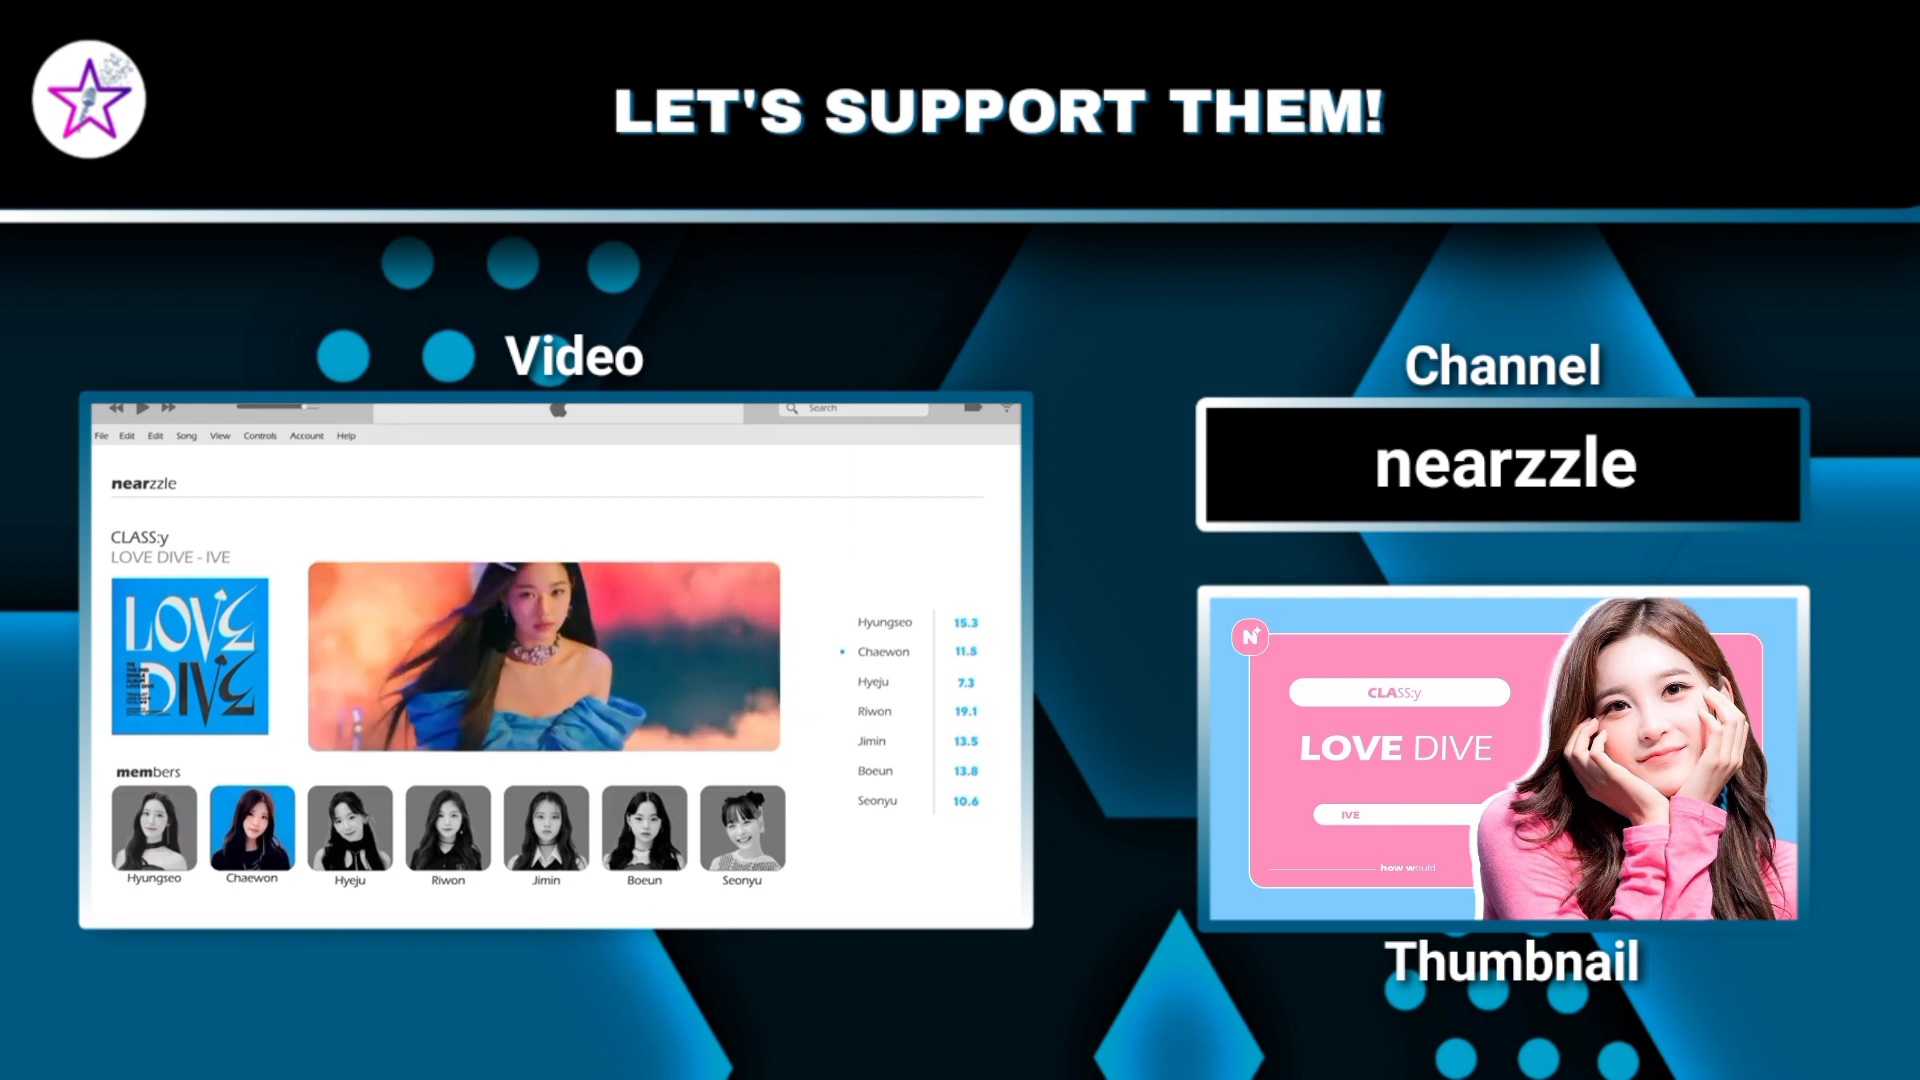 LET'S SUPPORT THEM!
Video
Search
File Edit Edit Song View Controls Account Help
nearzzle
CLASS:y
LOVE DIVE - IVE
LOVE
DIVE
Hyungseo 15.3
Chaewon 11.5
Hyeju 7.3
Riwon 19.1
Jimin 13.5
Boeun 13.8
Seonyu 10.6
members
Hyungseo Chaewon Hyeju Riwon Jimin Boeun Seonyu
Channel
nearzzle
N
CLASS:y
LOVE DIVE
IVE
how would
Thumbnail